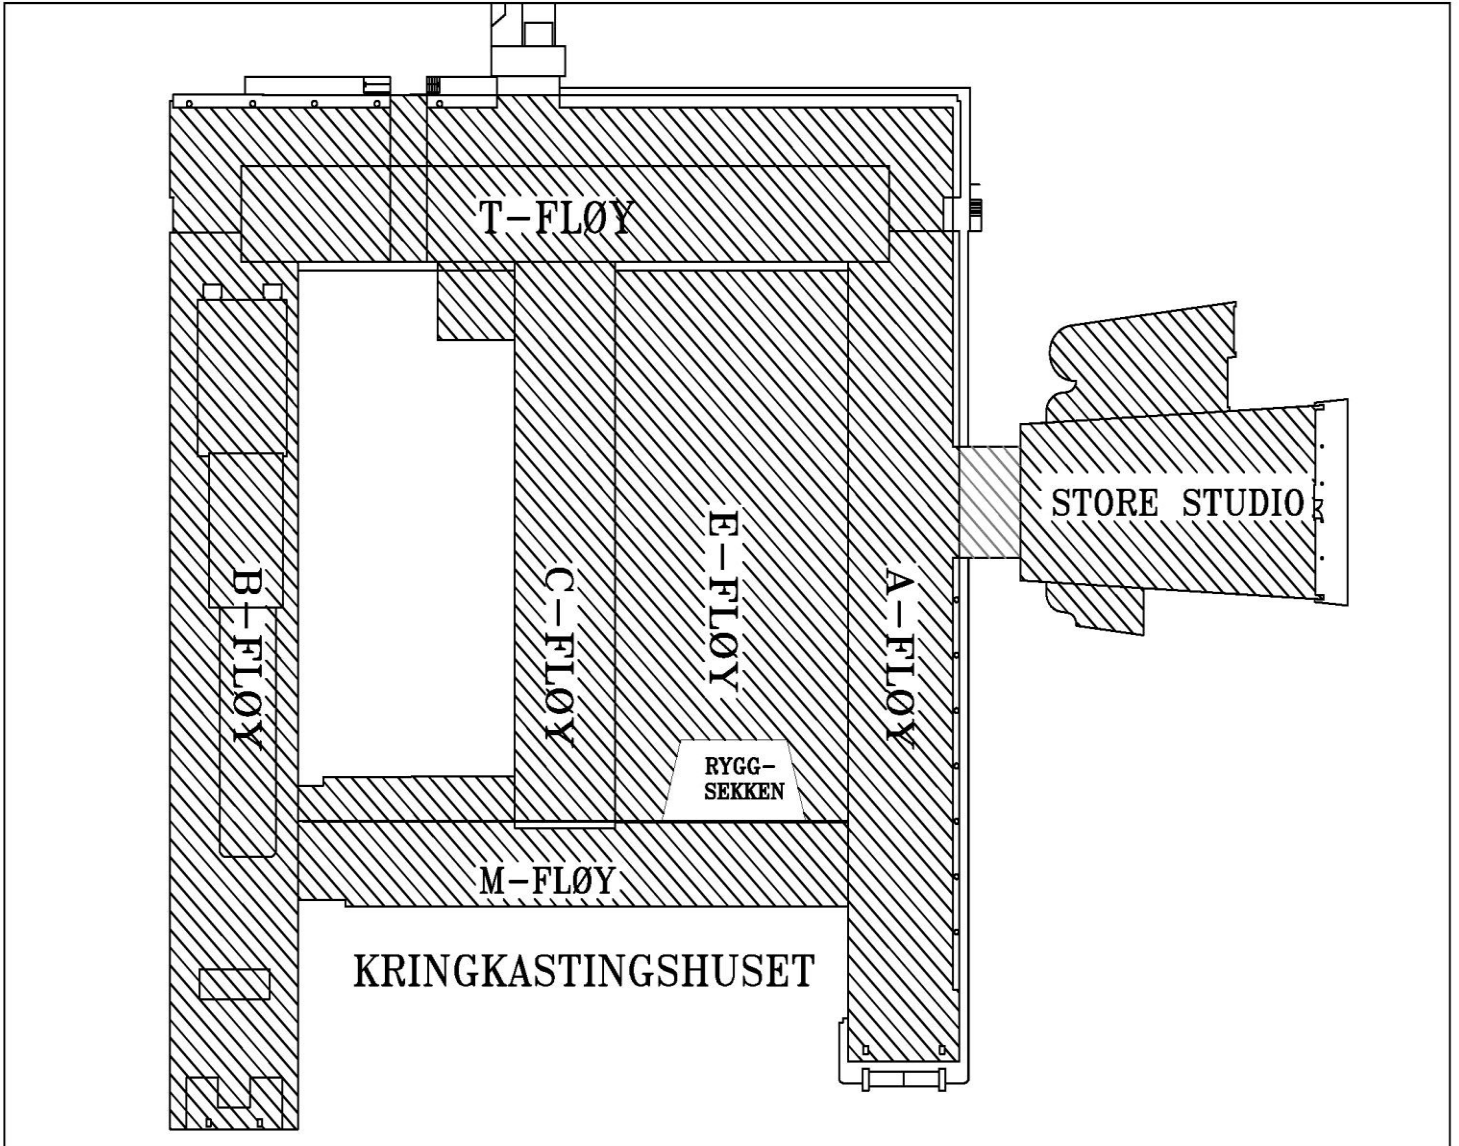 T-FLØY
STORE STUDIO
E-FLØY
B-FLØY
C-FLØY
A-FLØY
RYGG-
SEKKEN
M-FLØY
KRINGKASTINGSHUSET